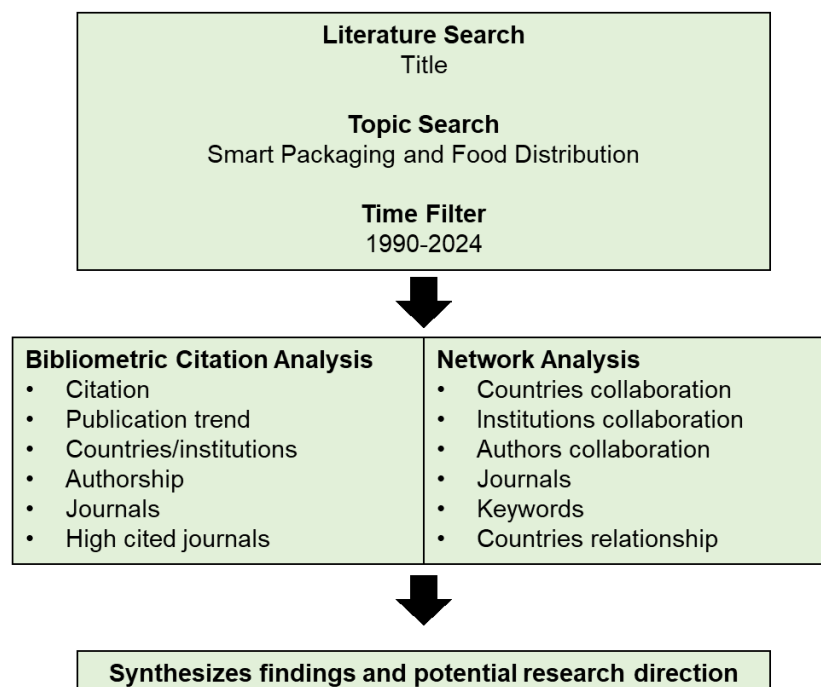 Literature Search
Title
Topic Search
Smart Packaging and Food Distribution
Time Filter
1990-2024
Bibliometric Citation Analysis
• Citation
• Publication trend
• Countries/institutions
• Authorship
• Journals
• High cited journals
Network Analysis
• Countries collaboration
• Institutions collaboration
• Authors collaboration
• Journals
• Keywords
• Countries relationship
Synthesizes findings and potential research direction